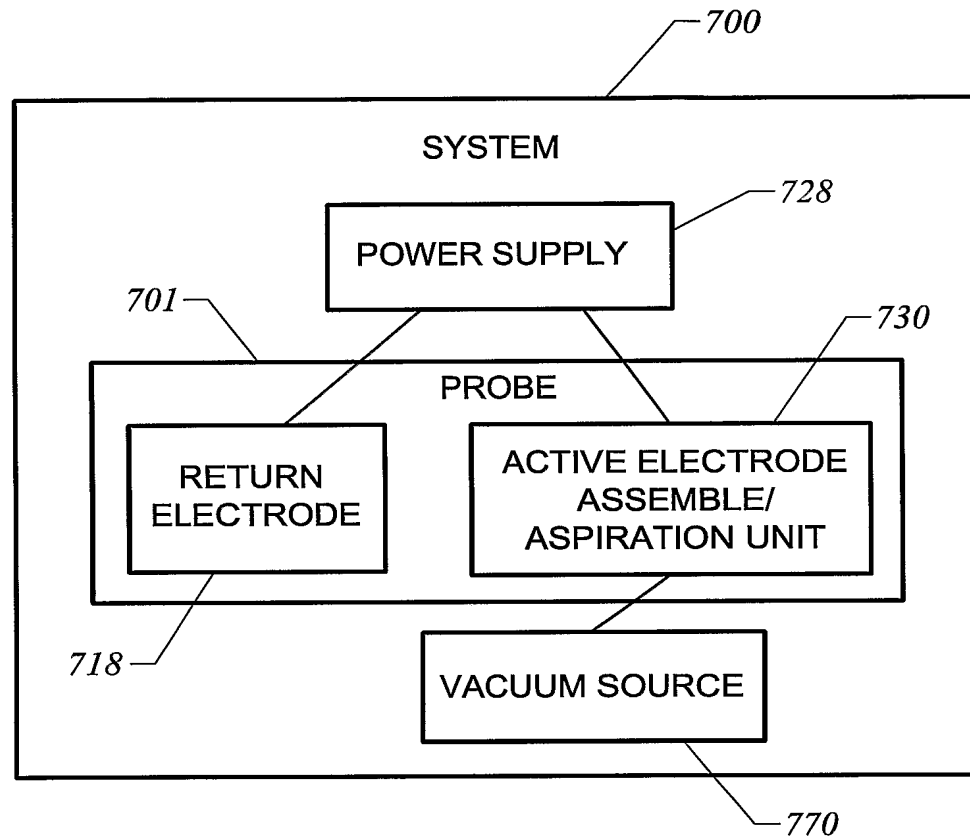 700
SYSTEM
728
POWER SUPPLY
701
730
PROBE
RETURN
ELECTRODE
ACTIVE ELECTRODE
ASSEMBLE/
ASPIRATION UNIT
718
VACUUM SOURCE
770